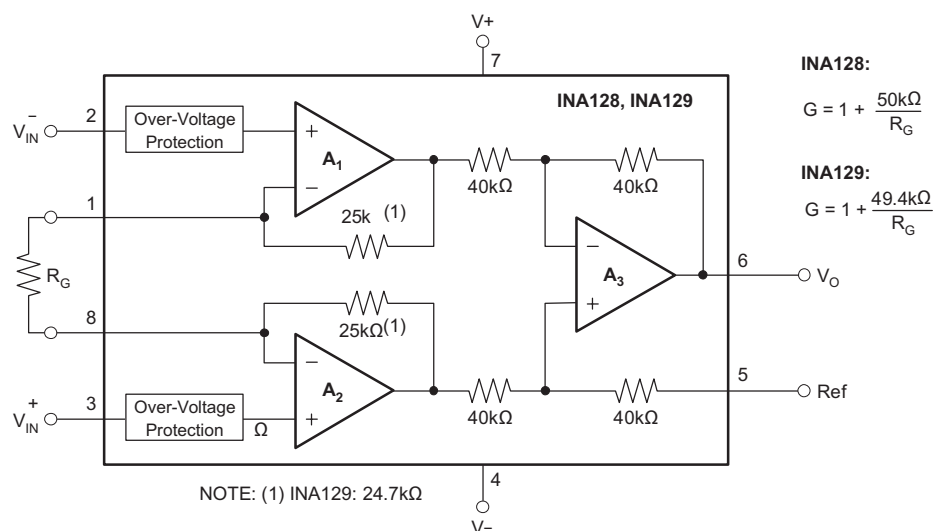 V+
7
INA128, INA129
INA128:
G = 1 + 50kΩ
R_G
INA129:
G = 1 + 49.4kΩ
R_G
V_IN^–
2
Over-Voltage
Protection
+
A_1
–
40kΩ
40kΩ
1
25k (1)
R_G
–
A_3
+
6
V_O
8
25kΩ(1)
–
A_2
+
V_IN^+
3
Over-Voltage
Protection
Ω
40kΩ
40kΩ
5
Ref
4
NOTE: (1) INA129: 24.7kΩ
V–